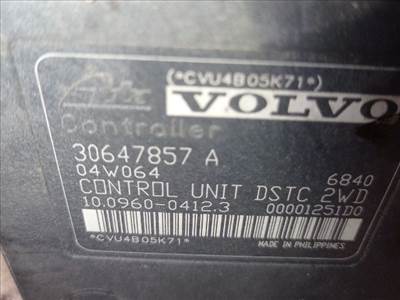 (*CVU4B05K71*)
Ate VOLVO
Controller
30647857 A
04W064 6840
CONTROL UNIT DSTC 2WD
10.0960-0412.3 00001251D0
*CVU4B05K71* MADE IN PHILIPPINES